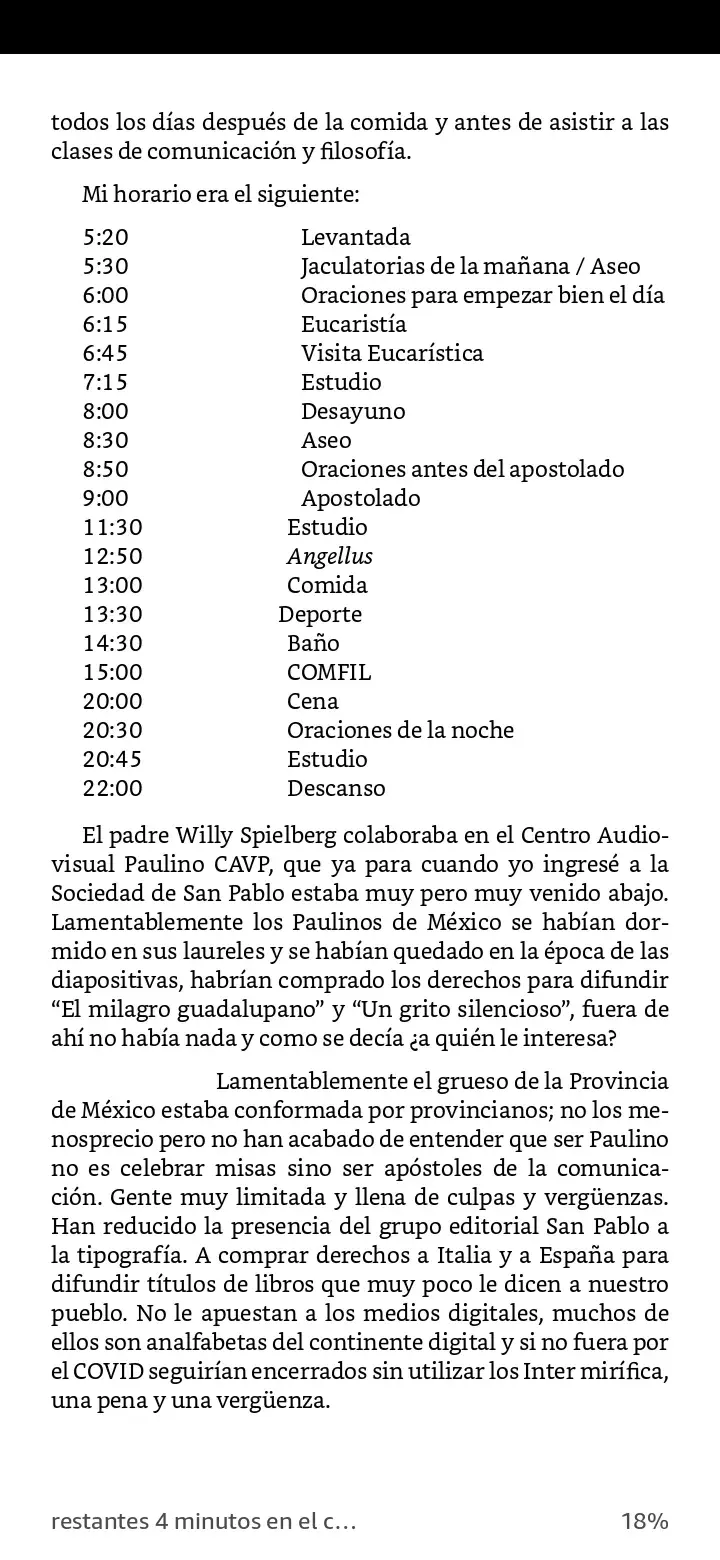 todos los días después de la comida y antes de asistir a las
clases de comunicación y filosofía.
Mi horario era el siguiente:
5:20 Levantada
5:30 Jaculatorias de la mañana / Aseo
6:00 Oraciones para empezar bien el día
6:15 Eucaristía
6:45 Visita Eucarística
7:15 Estudio
8:00 Desayuno
8:30 Aseo
8:50 Oraciones antes del apostolado
9:00 Apostolado
11:30 Estudio
12:50 Angellus
13:00 Comida
13:30 Deporte
14:30 Baño
15:00 COMFIL
20:00 Cena
20:30 Oraciones de la noche
20:45 Estudio
22:00 Descanso
El padre Willy Spielberg colaboraba en el Centro Audio-
visual Paulino CAVP, que ya para cuando yo ingresé a la
Sociedad de San Pablo estaba muy pero muy venido abajo.
Lamentablemente los Paulinos de México se habían dor-
mido en sus laureles y se habían quedado en la época de las
diapositivas, habrían comprado los derechos para difundir
“El milagro guadalupano” y “Un grito silencioso”, fuera de
ahí no había nada y como se decía ¿a quién le interesa?
Lamentablemente el grueso de la Provincia
de México estaba conformada por provincianos; no los me-
nosprecio pero no han acabado de entender que ser Paulino
no es celebrar misas sino ser apóstoles de la comunica-
ción. Gente muy limitada y llena de culpas y vergüenzas.
Han reducido la presencia del grupo editorial San Pablo a
la tipografía. A comprar derechos a Italia y a España para
difundir títulos de libros que muy poco le dicen a nuestro
pueblo. No le apuestan a los medios digitales, muchos de
ellos son analfabetas del continente digital y si no fuera por
el COVID seguirían encerrados sin utilizar los Inter mirífica,
una pena y una vergüenza.
restantes 4 minutos en el c... 18%